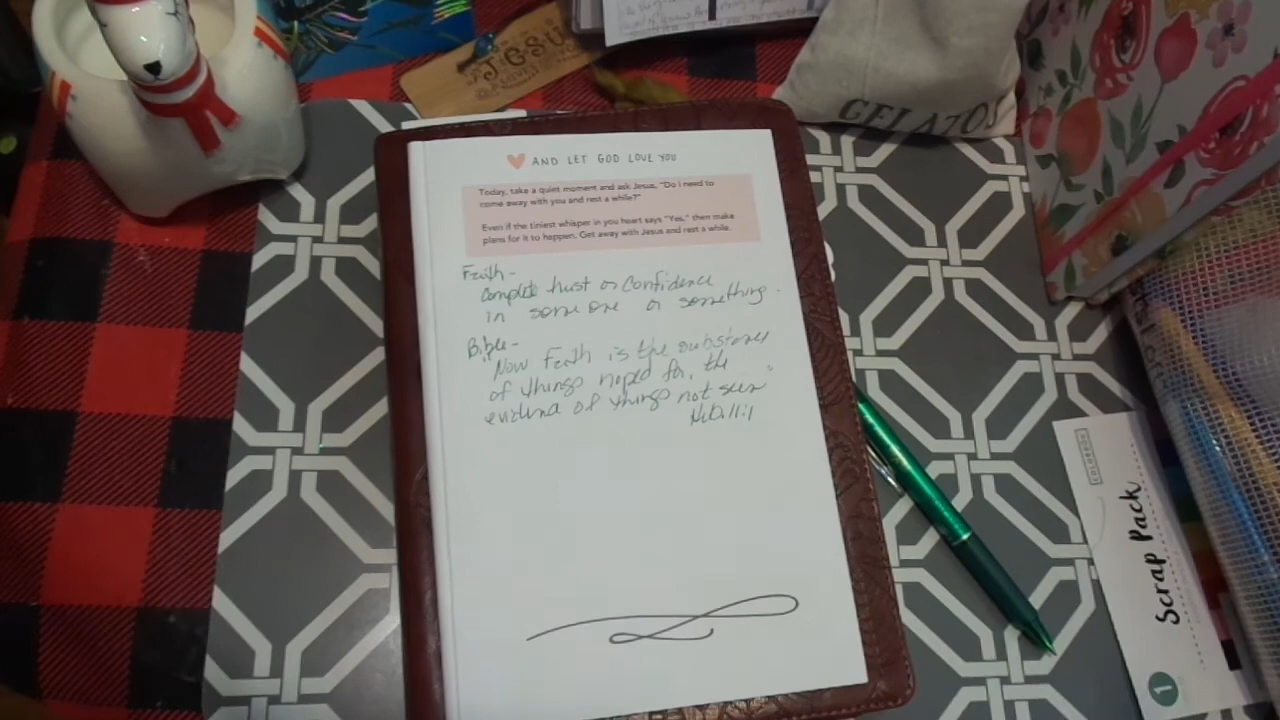 JESUS
GELATOS
AND LET GOD LOVE YOU
Today, take a quiet moment and ask Jesus, "Do I need to
come away with you and rest a while?"
Even if the tiniest whisper in you heart says "Yes," then make
plans for it to happen. Get away with Jesus and rest a while.
Faith-
Complete trust or Confidence
in someone or something.
Bible-
"Now Faith is the substance
of things hoped for, the
evidence of things not seen"
Heb 11:1
COLORBOX
Scrap Pack
1